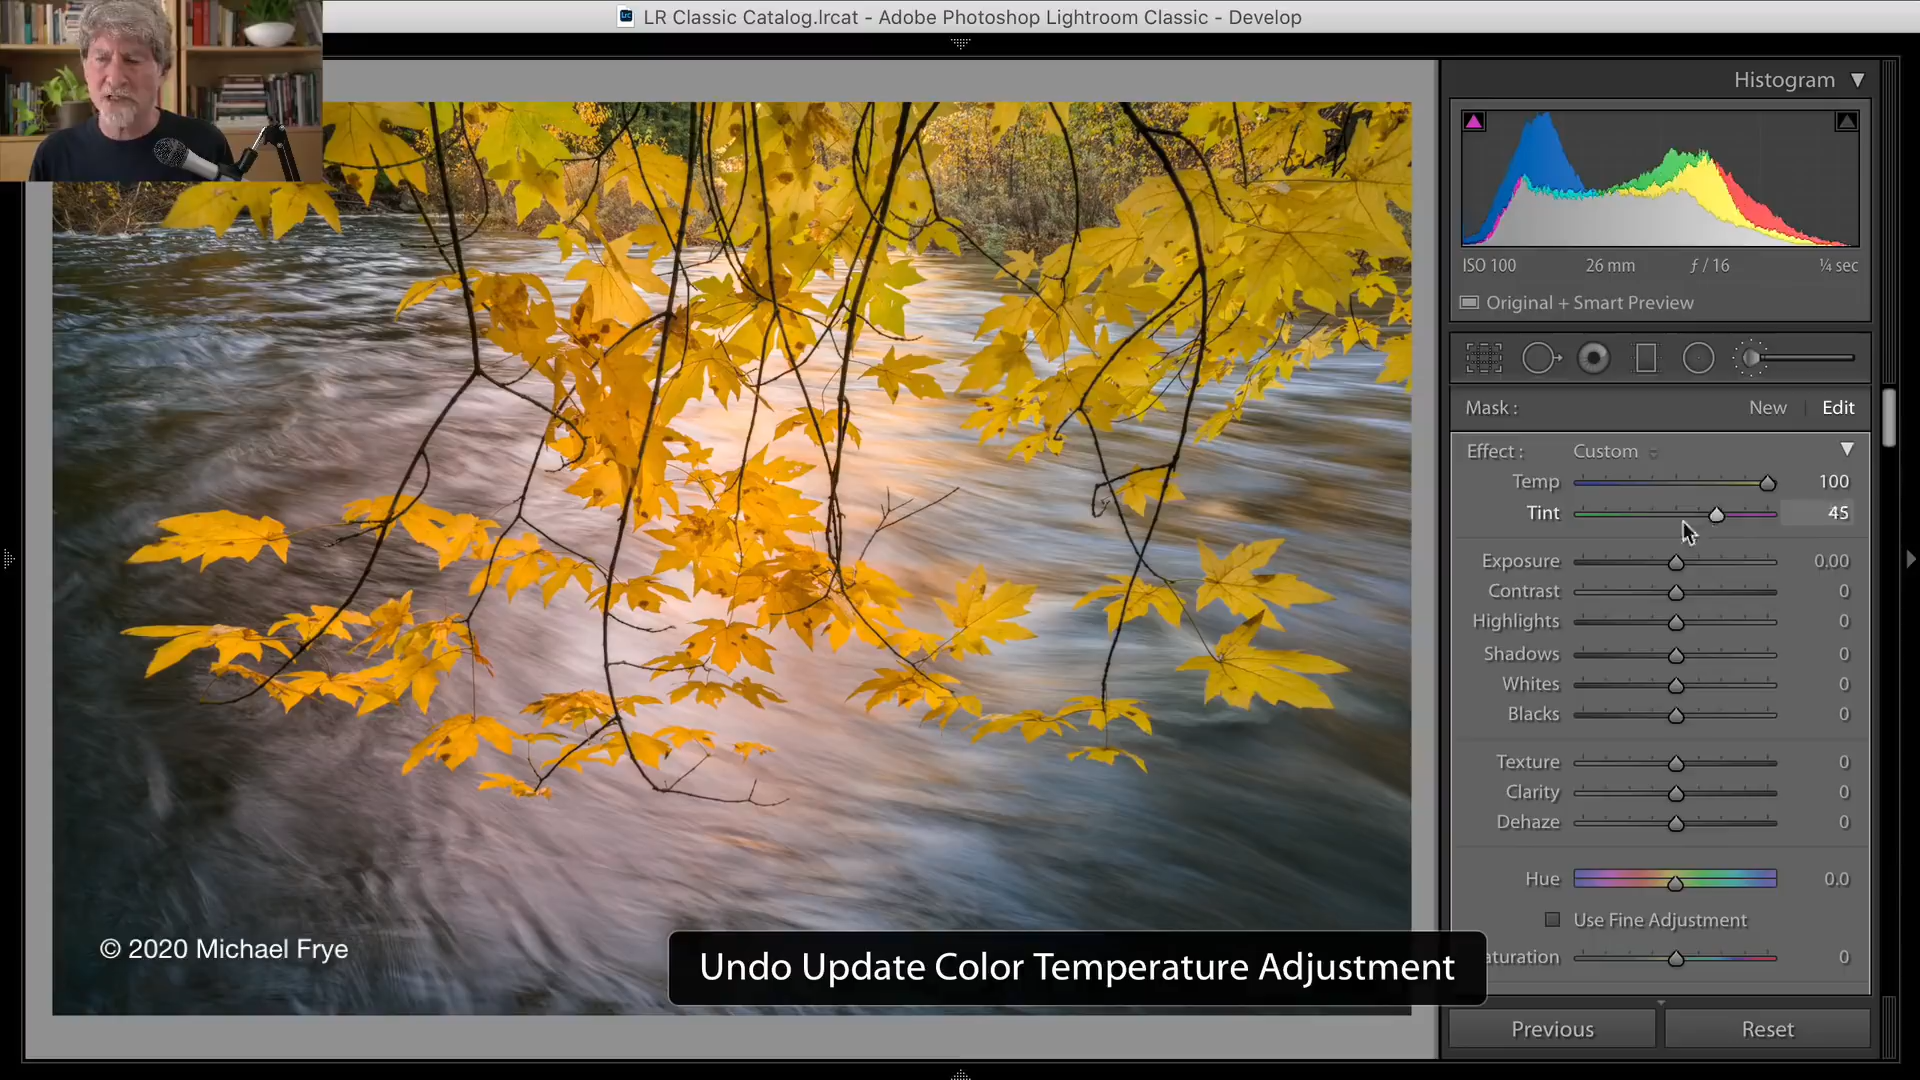 LR Classic Catalog.lrcat - Adobe Photoshop Lightroom Classic - Develop
Histogram
ISO 100 26 mm ƒ / 16 ¼ sec
Original + Smart Preview
Mask : New Edit
Effect : Custom
Temp 100
Tint 45
Exposure 0.00
Contrast 0
Highlights 0
Shadows 0
Whites 0
Blacks 0
Texture 0
Clarity 0
Dehaze 0
Hue 0.0
Use Fine Adjustment
aturation 0
© 2020 Michael Frye
Undo Update Color Temperature Adjustment
Previous Reset